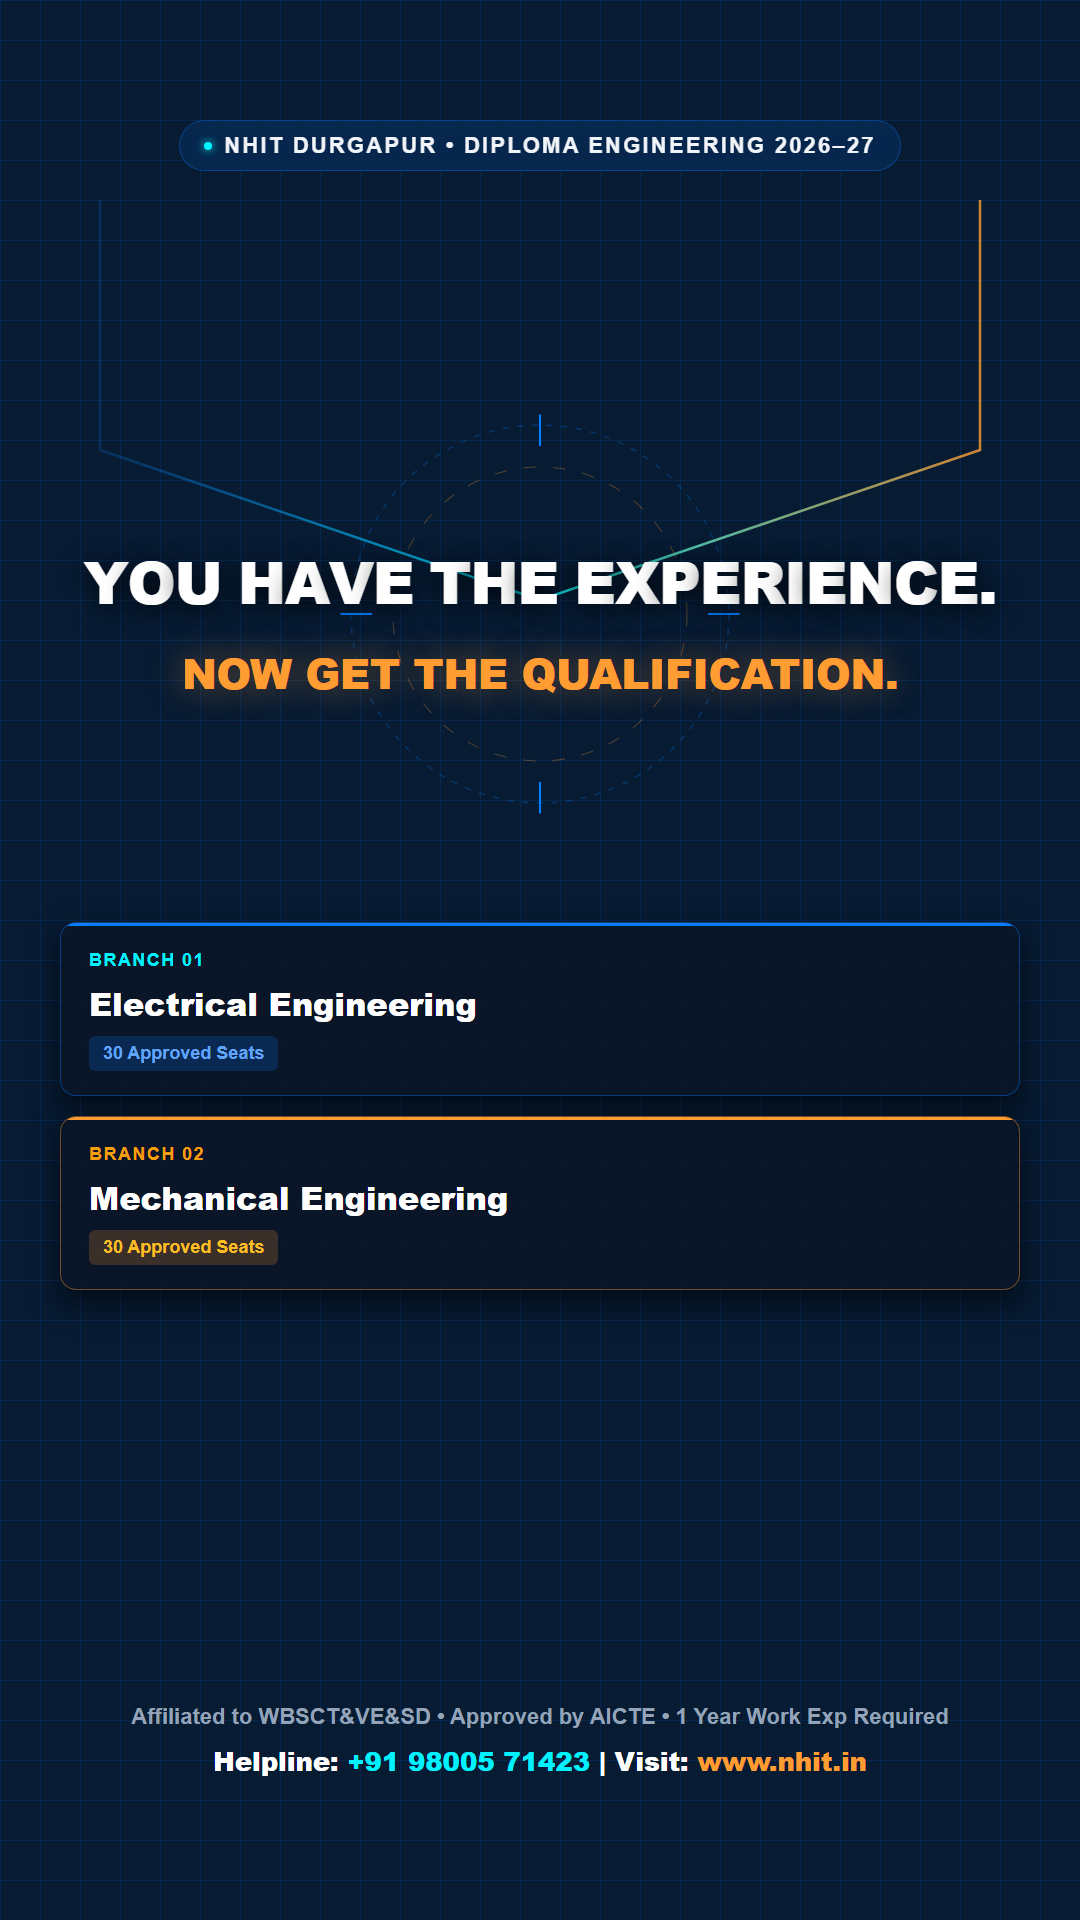 NHIT DURGAPUR • DIPLOMA ENGINEERING 2026–27
YOU HAVE THE EXPERIENCE.
NOW GET THE QUALIFICATION.
BRANCH 01
Electrical Engineering
30 Approved Seats
BRANCH 02
Mechanical Engineering
30 Approved Seats
Affiliated to WBSCT&VE&SD • Approved by AICTE • 1 Year Work Exp Required
Helpline: +91 98005 71423 | Visit: www.nhit.in